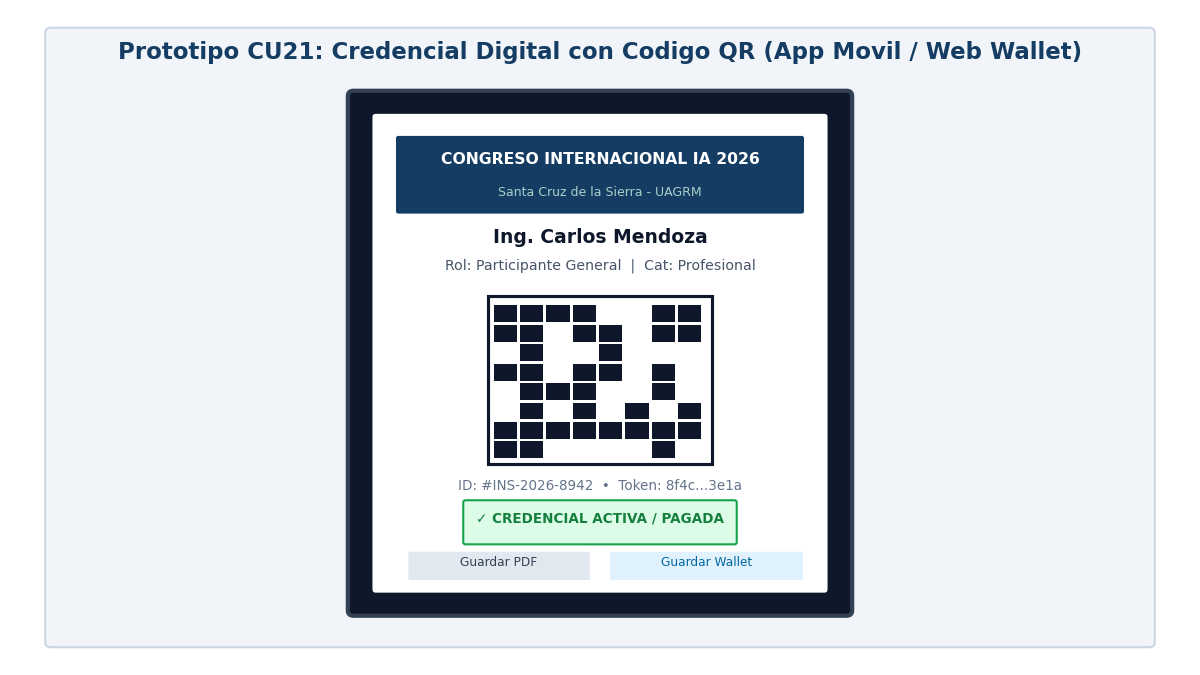 Prototipo CU21: Credencial Digital con Codigo QR (App Movil / Web Wallet)
CONGRESO INTERNACIONAL IA 2026
Santa Cruz de la Sierra - UAGRM
Ing. Carlos Mendoza
Rol: Participante General | Cat: Profesional
ID: #INS-2026-8942 • Token: 8f4c...3e1a
✓ CREDENCIAL ACTIVA / PAGADA
Guardar PDF
Guardar Wallet